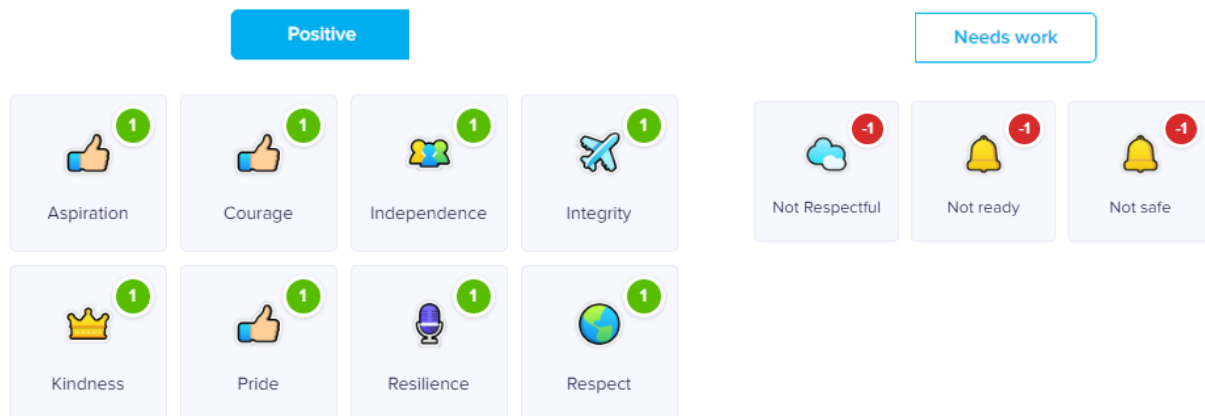 Positive
Needs work
1
1
1
1
Aspiration
Courage
Independence
Integrity
-1
-1
-1
Not Respectful
Not ready
Not safe
1
1
1
1
Kindness
Pride
Resilience
Respect